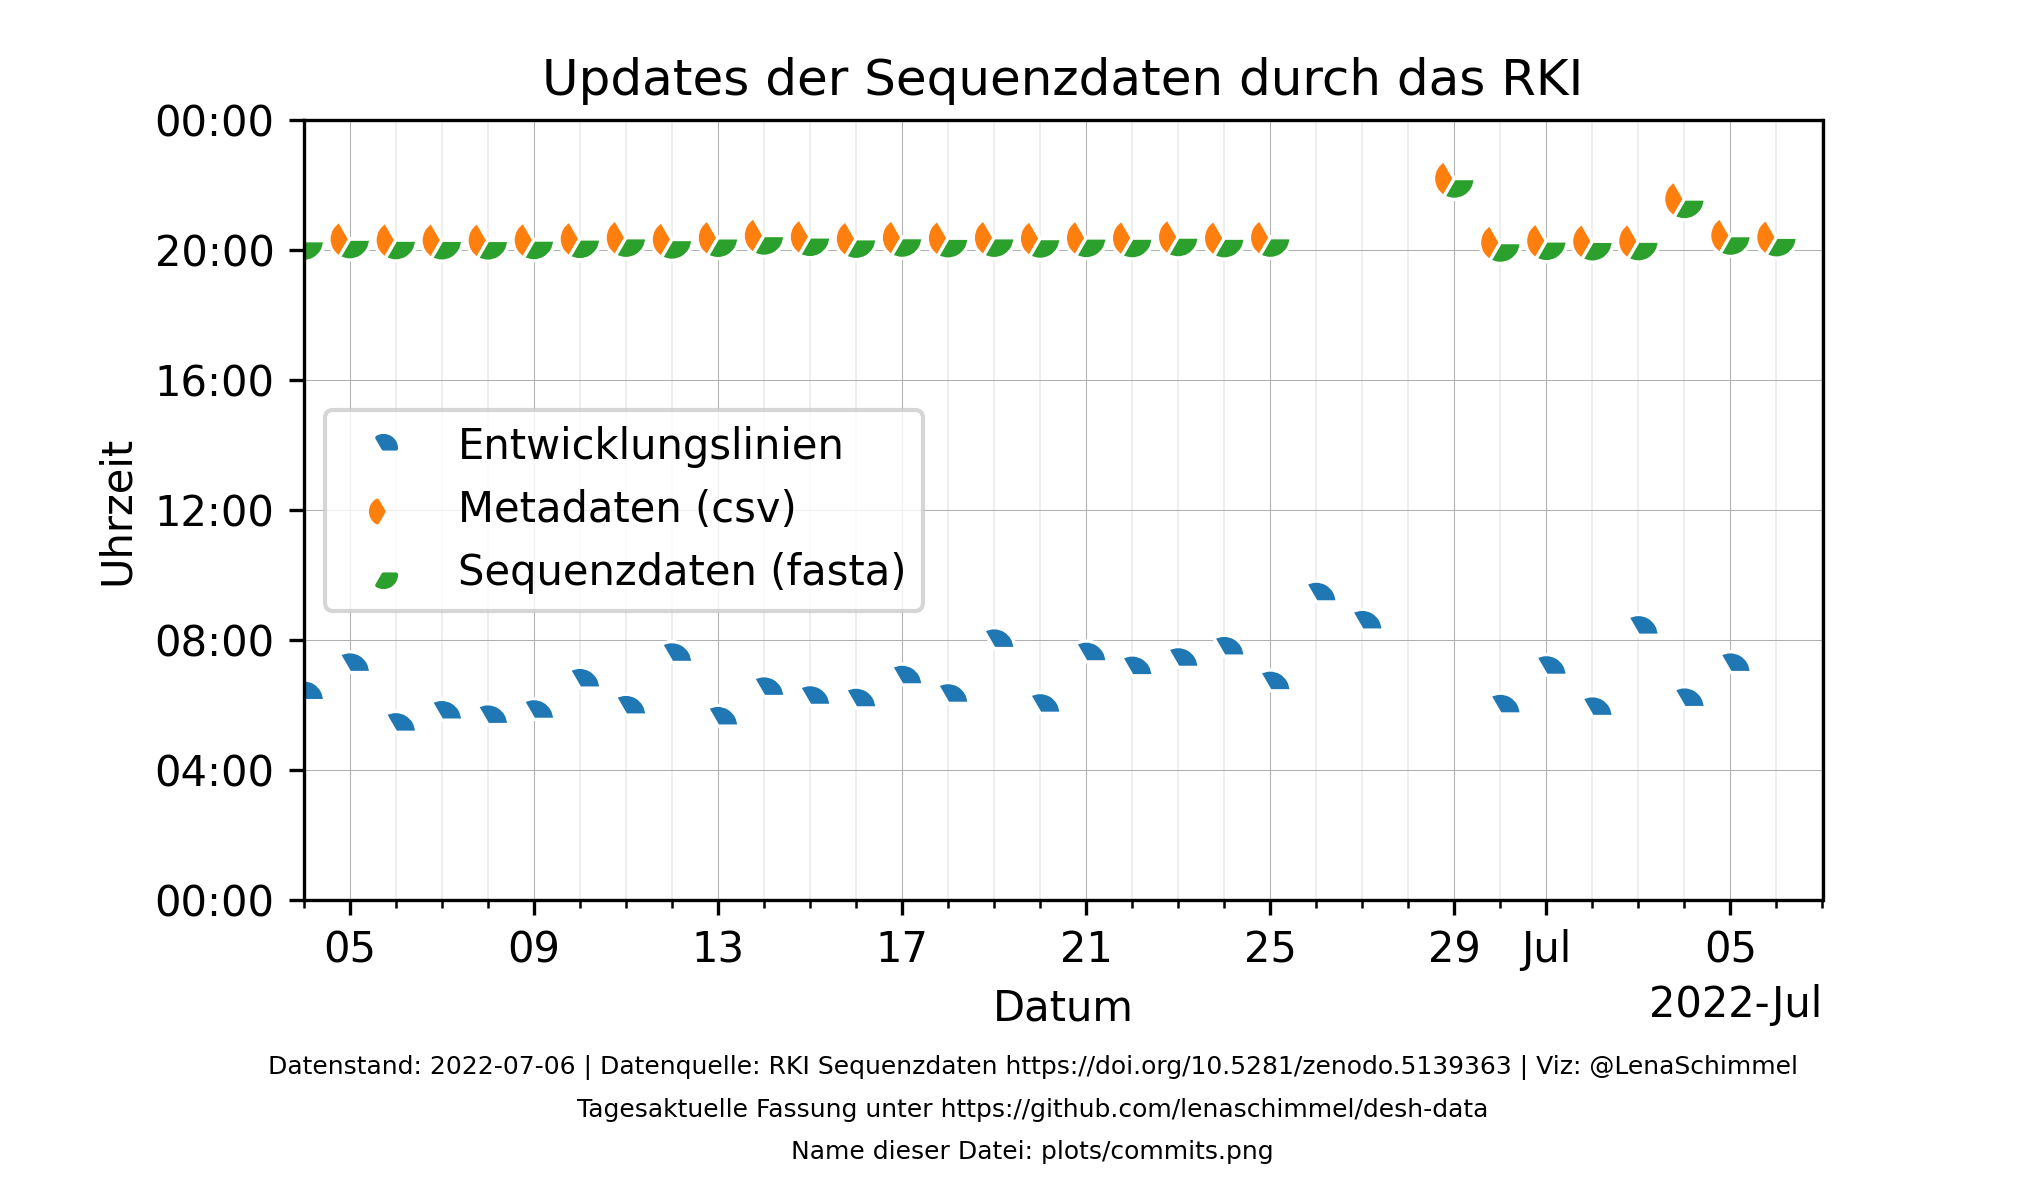 Updates der Sequenzdaten durch das RKI
00:00
20:00
16:00
12:00
08:00
04:00
00:00
Uhrzeit
Entwicklungslinien
Metadaten (csv)
Sequenzdaten (fasta)
05 09 13 17 21 25 29 Jul 05
Datum
2022-Jul
Datenstand: 2022-07-06 | Datenquelle: RKI Sequenzdaten https://doi.org/10.5281/zenodo.5139363 | Viz: @LenaSchimmel
Tagesaktuelle Fassung unter https://github.com/lenaschimmel/desh-data
Name dieser Datei: plots/commits.png